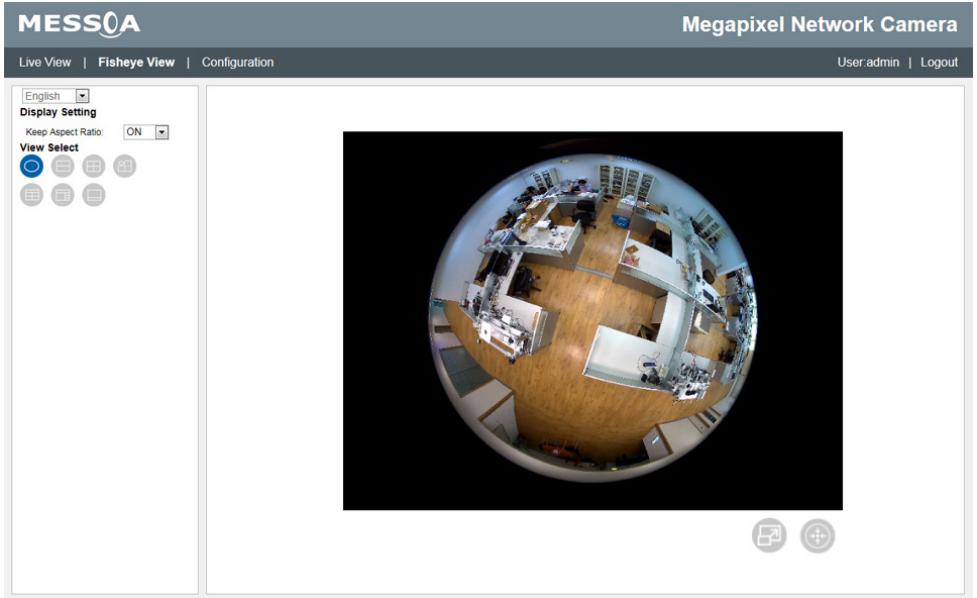 MESSOA
Megapixel Network Camera
Live View | Fisheye View | Configuration
User:admin | Logout
English
Display Setting
Keep Aspect Ratio: ON
View Select